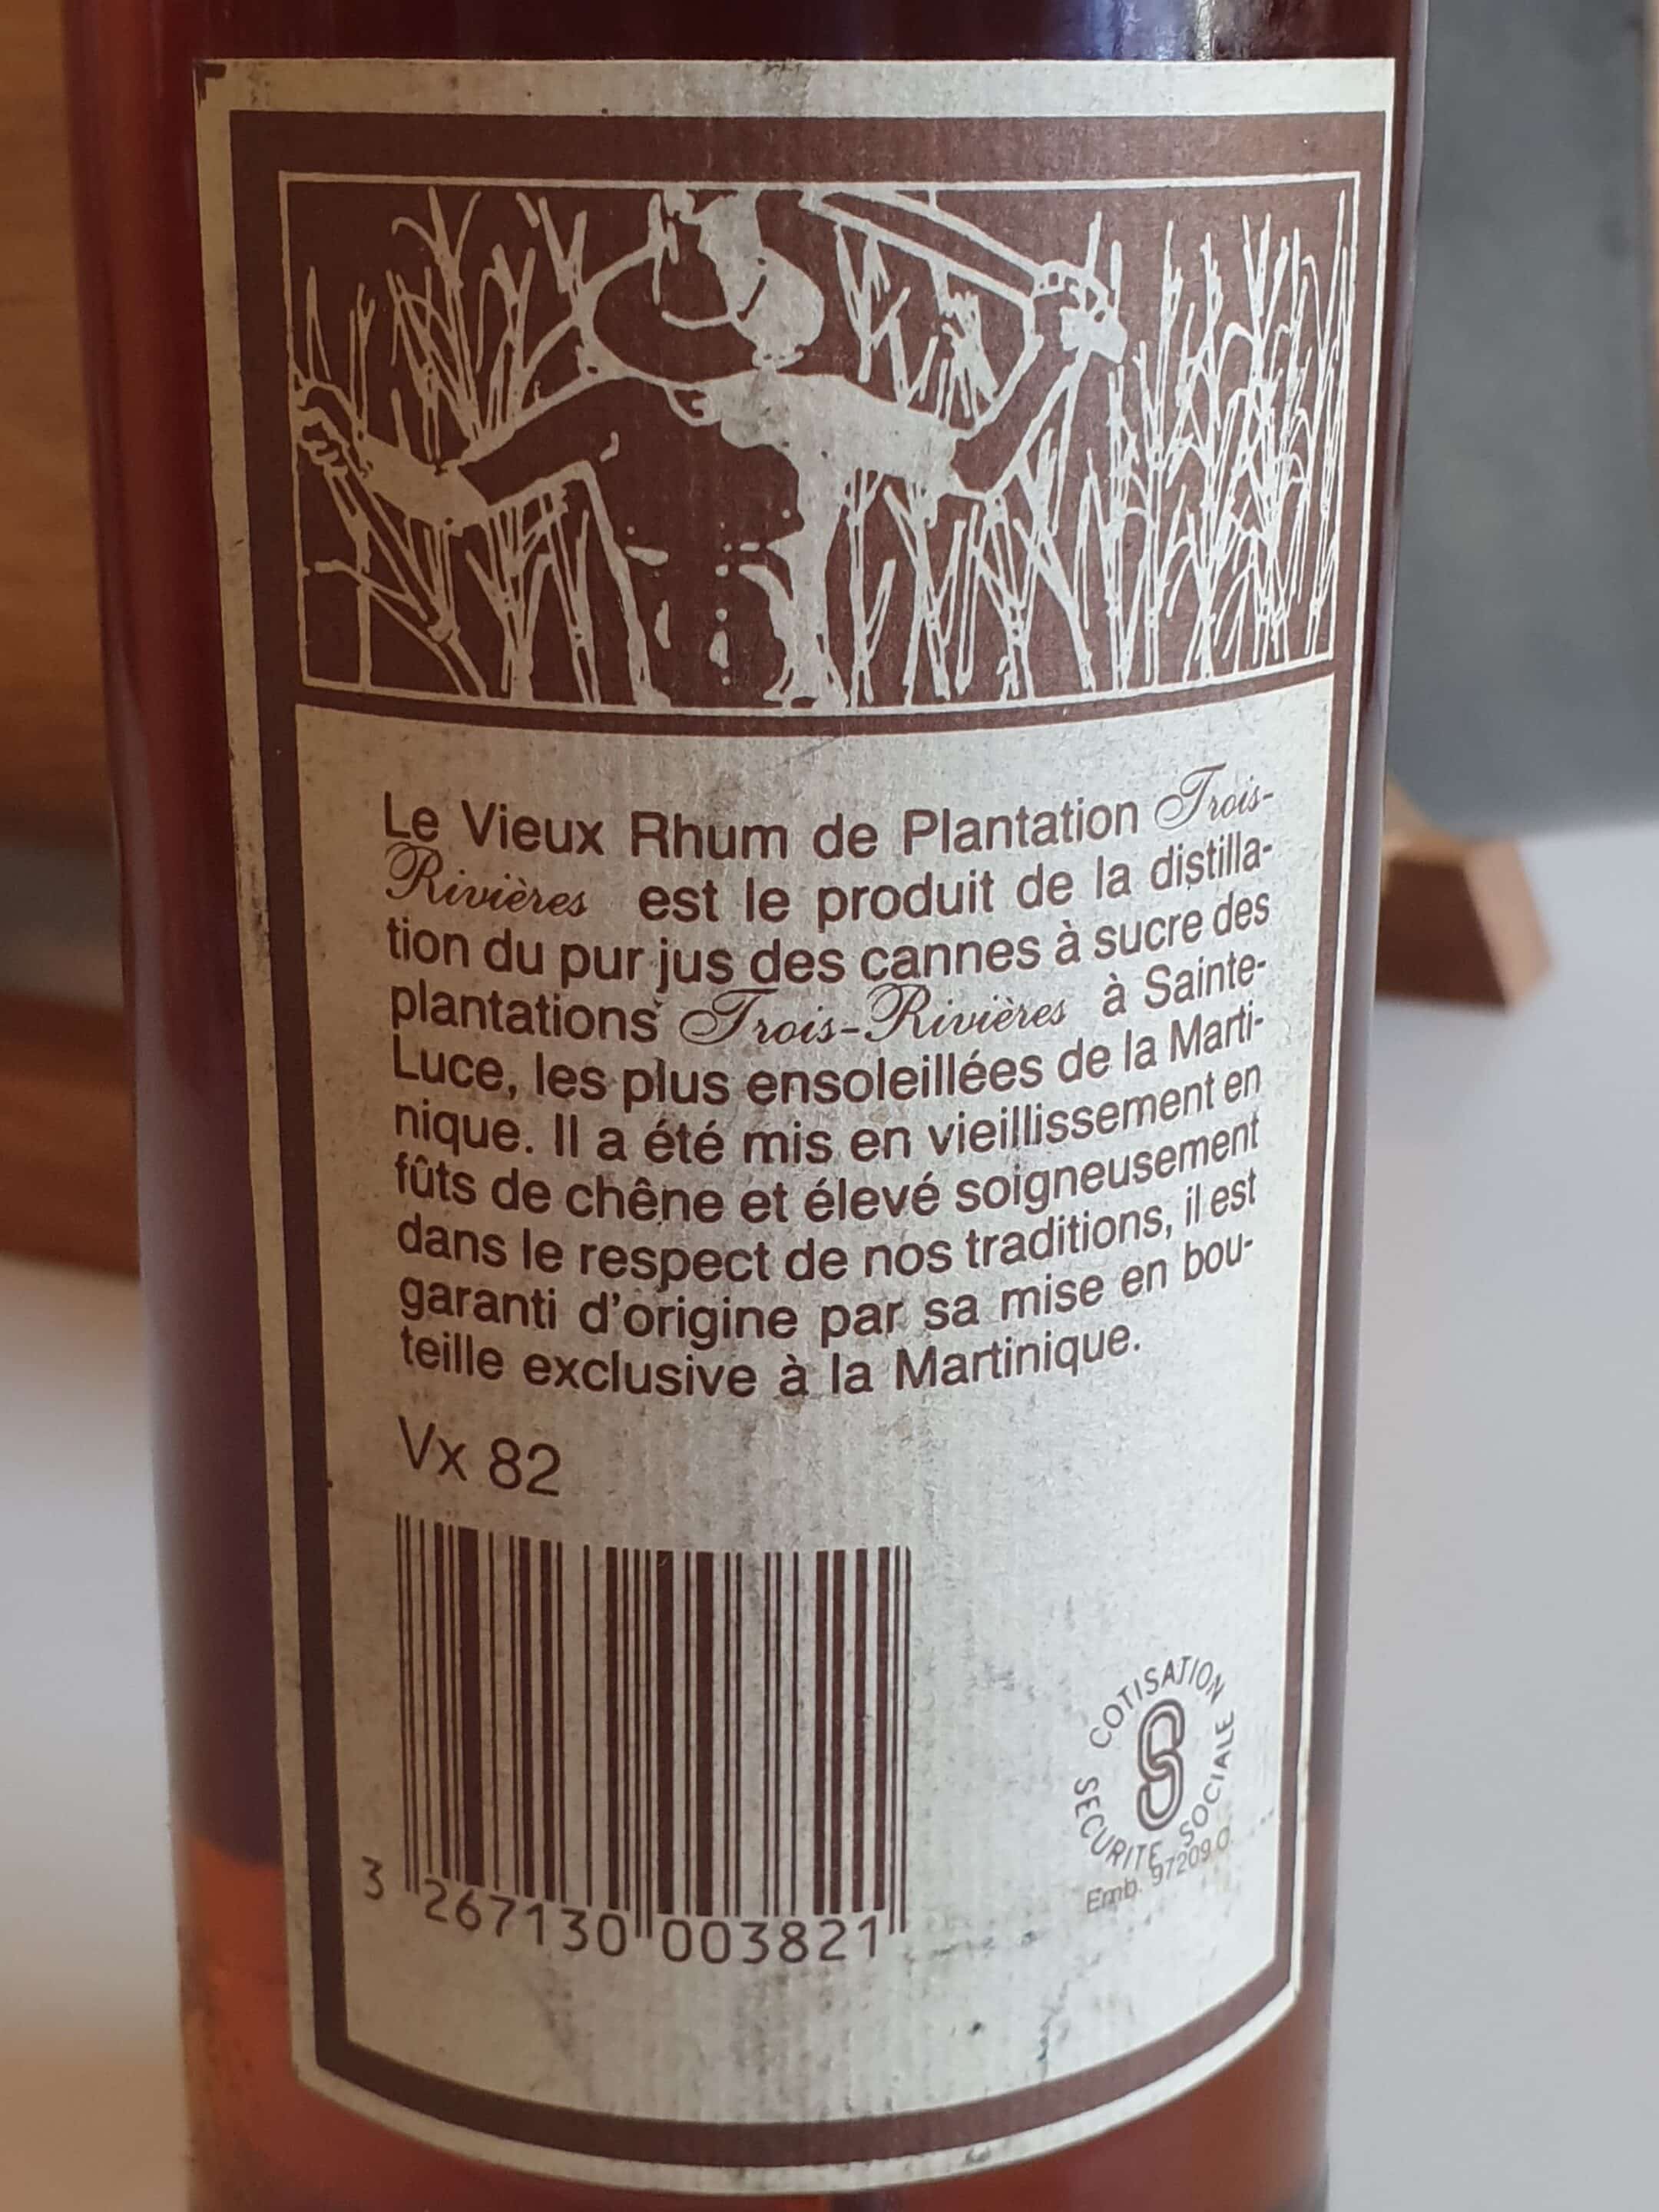 Le Vieux Rhum de Plantation Trois-
Rivières est le produit de la distilla-
tion du pur jus des cannes à sucre des
plantations Trois-Rivières à Sainte-
Luce, les plus ensoleillées de la Marti-
nique. Il a été mis en vieillissement en
fûts de chêne et élevé soigneusement
dans le respect de nos traditions, il est
garanti d'origine par sa mise en bou-
teille exclusive à la Martinique.
Vx 82
COTISATION
SECURITE SOCIALE
Emb. 97209 O.
3 267130 003821